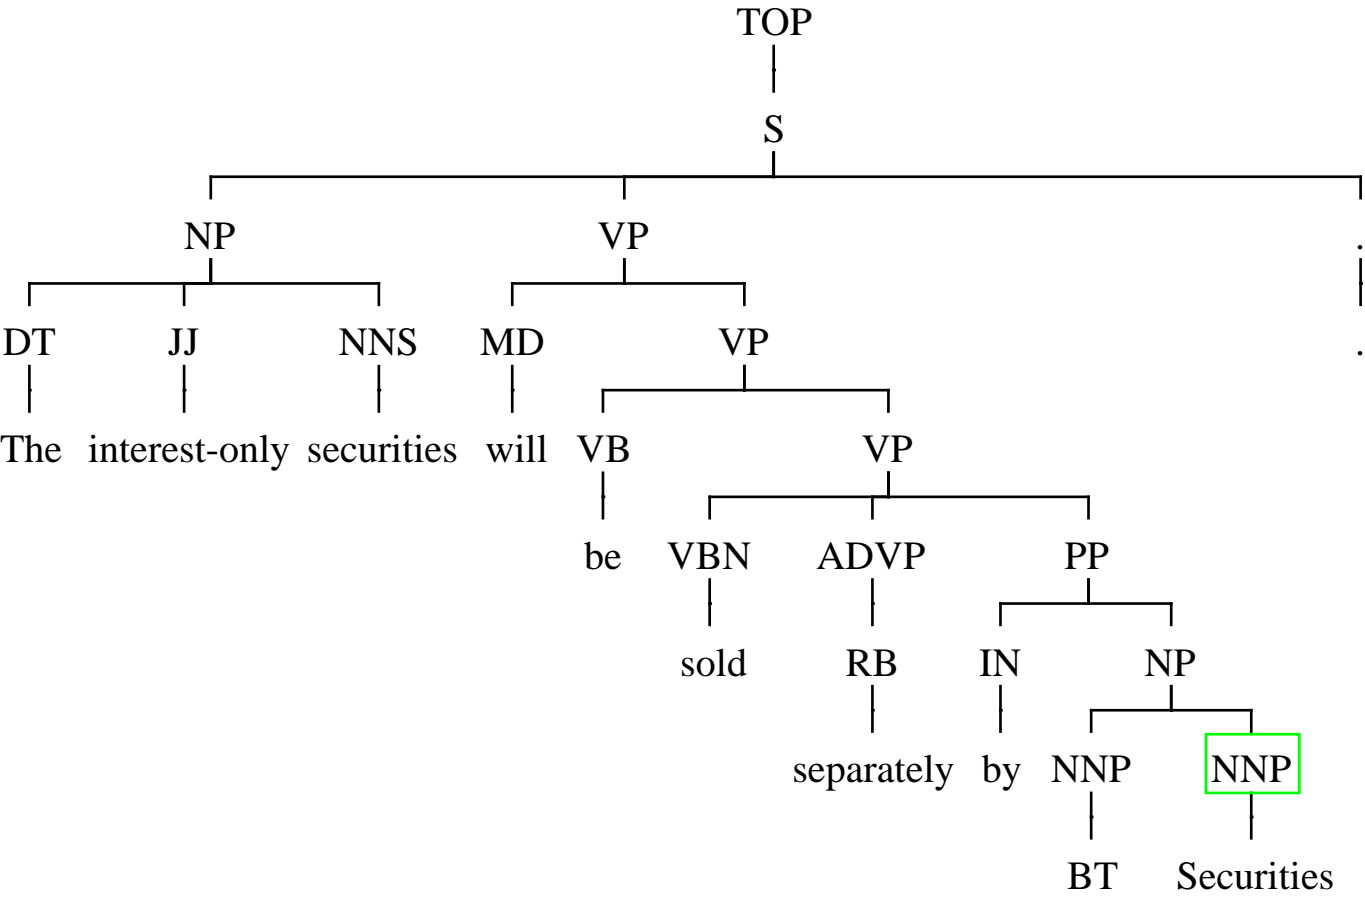 TOP
S
NP VP .
DT JJ NNS MD VP .
The interest-only securities will VB VP
be VBN ADVP PP
sold RB IN NP
separately by NNP NNP
BT Securities